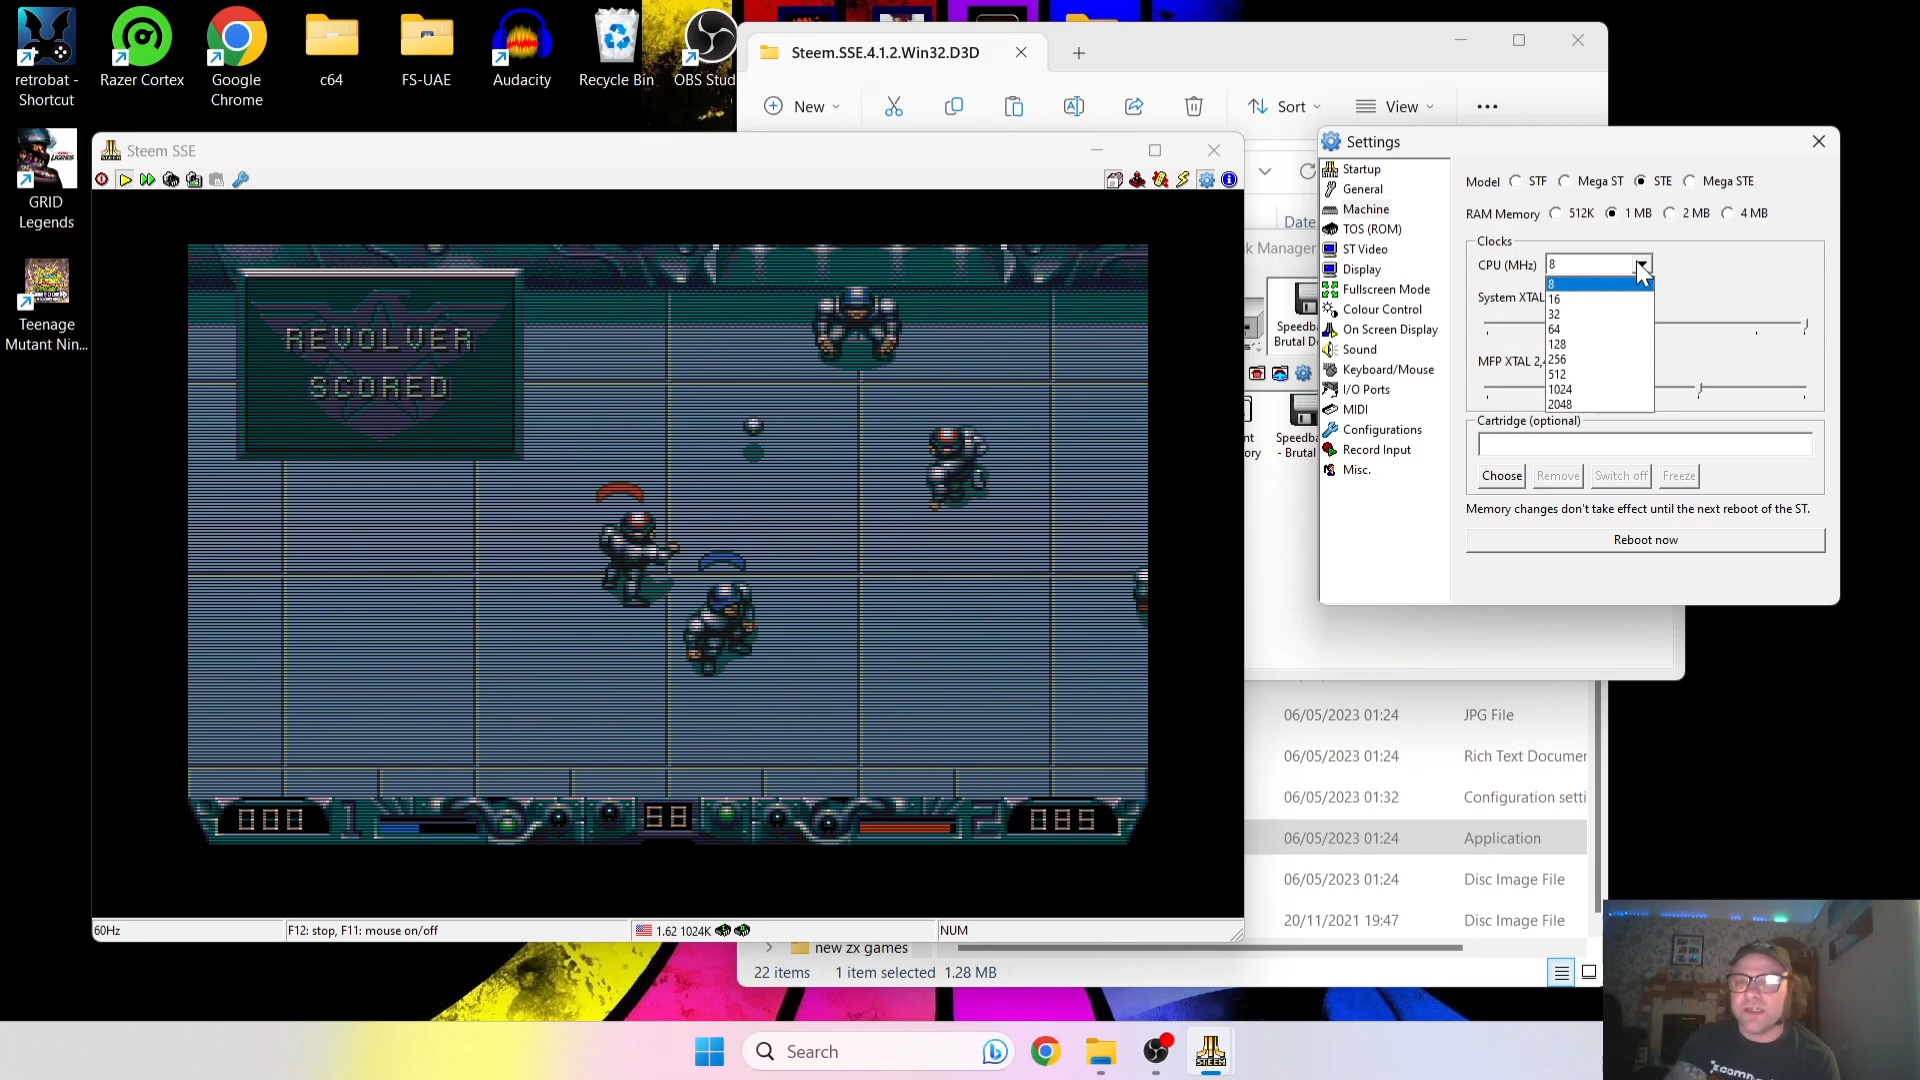 retrobat -
Shortcut
Razer Cortex
Google
Chrome
c64
FS-UAE
Audacity
Recycle Bin
OBS Stud
GRID
Legends
Teenage
Mutant Nin...
Steem.SSE.4.1.2.Win32.D3D
New
Sort
View
Date
k Manager
Steem SSE
REVOLVER
SCORED
000
1
58
2
085
60Hz
F12: stop, F11: mouse on/off
1.62 1024K
NUM
Speedb
Brutal D
nt
ory
Speedb
- Brutal
Settings
Startup
General
Machine
TOS (ROM)
ST Video
Display
Fullscreen Mode
Colour Control
On Screen Display
Sound
Keyboard/Mouse
I/O Ports
MIDI
Configurations
Record Input
Misc.
Model STF Mega ST STE Mega STE
RAM Memory 512K 1 MB 2 MB 4 MB
Clocks
CPU (MHz) 8
8
16
32
64
128
256
512
1024
2048
System XTAL
MFP XTAL 2,4
Cartridge (optional)
Choose Remove Switch off Freeze
Memory changes don't take effect until the next reboot of the ST.
Reboot now
06/05/2023 01:24 JPG File
06/05/2023 01:24 Rich Text Documen
06/05/2023 01:32 Configuration setti
06/05/2023 01:24 Application
06/05/2023 01:24 Disc Image File
20/11/2021 19:47 Disc Image File
new zx games
22 items 1 item selected 1.28 MB
Search
STEEM